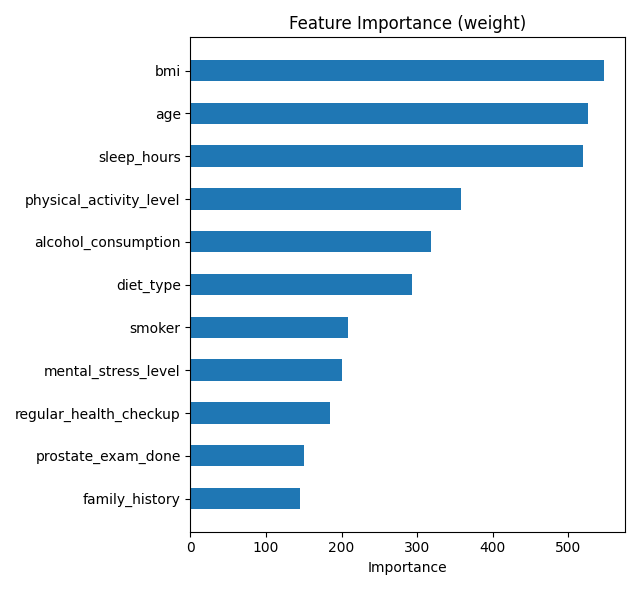 Feature Importance (weight)
bmi
age
sleep_hours
physical_activity_level
alcohol_consumption
diet_type
smoker
mental_stress_level
regular_health_checkup
prostate_exam_done
family_history
0 100 200 300 400 500
Importance